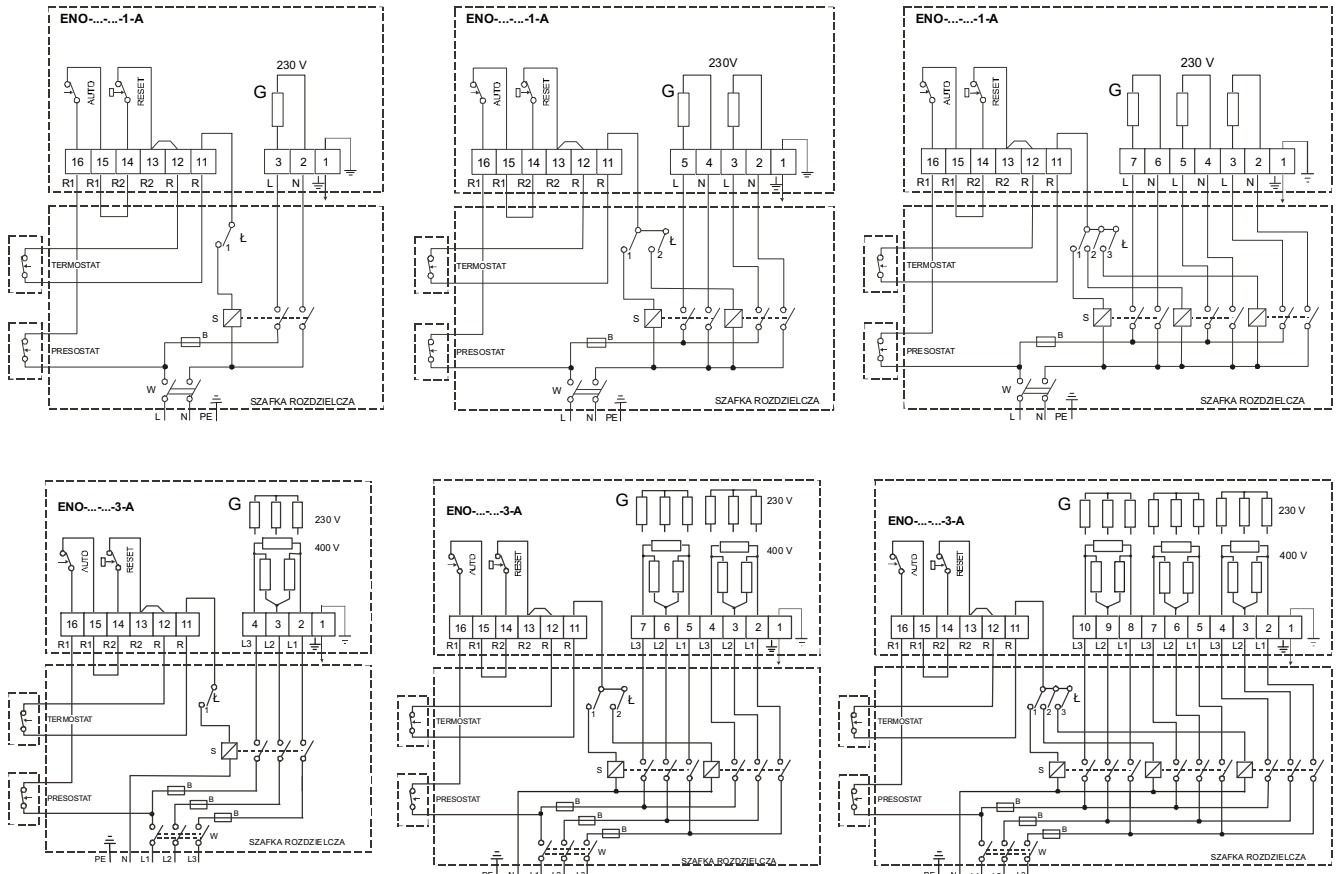 ENO-...-...-1-A
AUTO
RESET
230 V
G
16 15 14 13 12 11 3 2 1
R1 R1 R2 R2 R R L N
1
Ł
TERMOSTAT
S
B
PRESOSTAT
W
SZAFKA ROZDZIELCZA
L N PE
ENO-...-...-1-A
AUTO
RESET
230V
G
16 15 14 13 12 11 5 4 3 2 1
R1 R1 R2 R2 R R L N L N
Ł
1 2
TERMOSTAT
S
B
PRESOSTAT
W
SZAFKA ROZDZIELCZA
L N PE
ENO-...-...-1-A
AUTO
RESET
230 V
G
16 15 14 13 12 11 7 6 5 4 3 2 1
R1 R1 R2 R2 R R L N L N L N
Ł
1 2 3
TERMOSTAT
S
B
PRESOSTAT
W
SZAFKA ROZDZIELCZA
L N PE
ENO-...-...-3-A
G
230 V
400 V
AUTO
RESET
16 15 14 13 12 11 4 3 2 1
R1 R1 R2 R2 R R L3 L2 L1
Ł
1
TERMOSTAT
S
B
PRESOSTAT
B
B
W
SZAFKA ROZDZIELCZA
PE N L1 L2 L3
ENO-...-...-3-A
G
230 V
400 V
AUTO
RESET
16 15 14 13 12 11 7 6 5 4 3 2 1
R1 R1 R2 R2 R R L3 L2 L1 L3 L2 L1
Ł
1 2
TERMOSTAT
S
PRESOSTAT
B
B
B
W
SZAFKA ROZDZIELCZA
PE N L1 L2 L3
ENO-...-...-3-A
G
230 V
400 V
AUTO
RESET
16 15 14 13 12 11 10 9 8 7 6 5 4 3 2 1
R1 R1 R2 R2 R R L3 L2 L1 L3 L2 L1 L3 L2 L1
Ł
1 2 3
TERMOSTAT
S
PRESOSTAT
B
B
B
W
SZAFKA ROZDZIELCZA
PE N L1 L2 L3